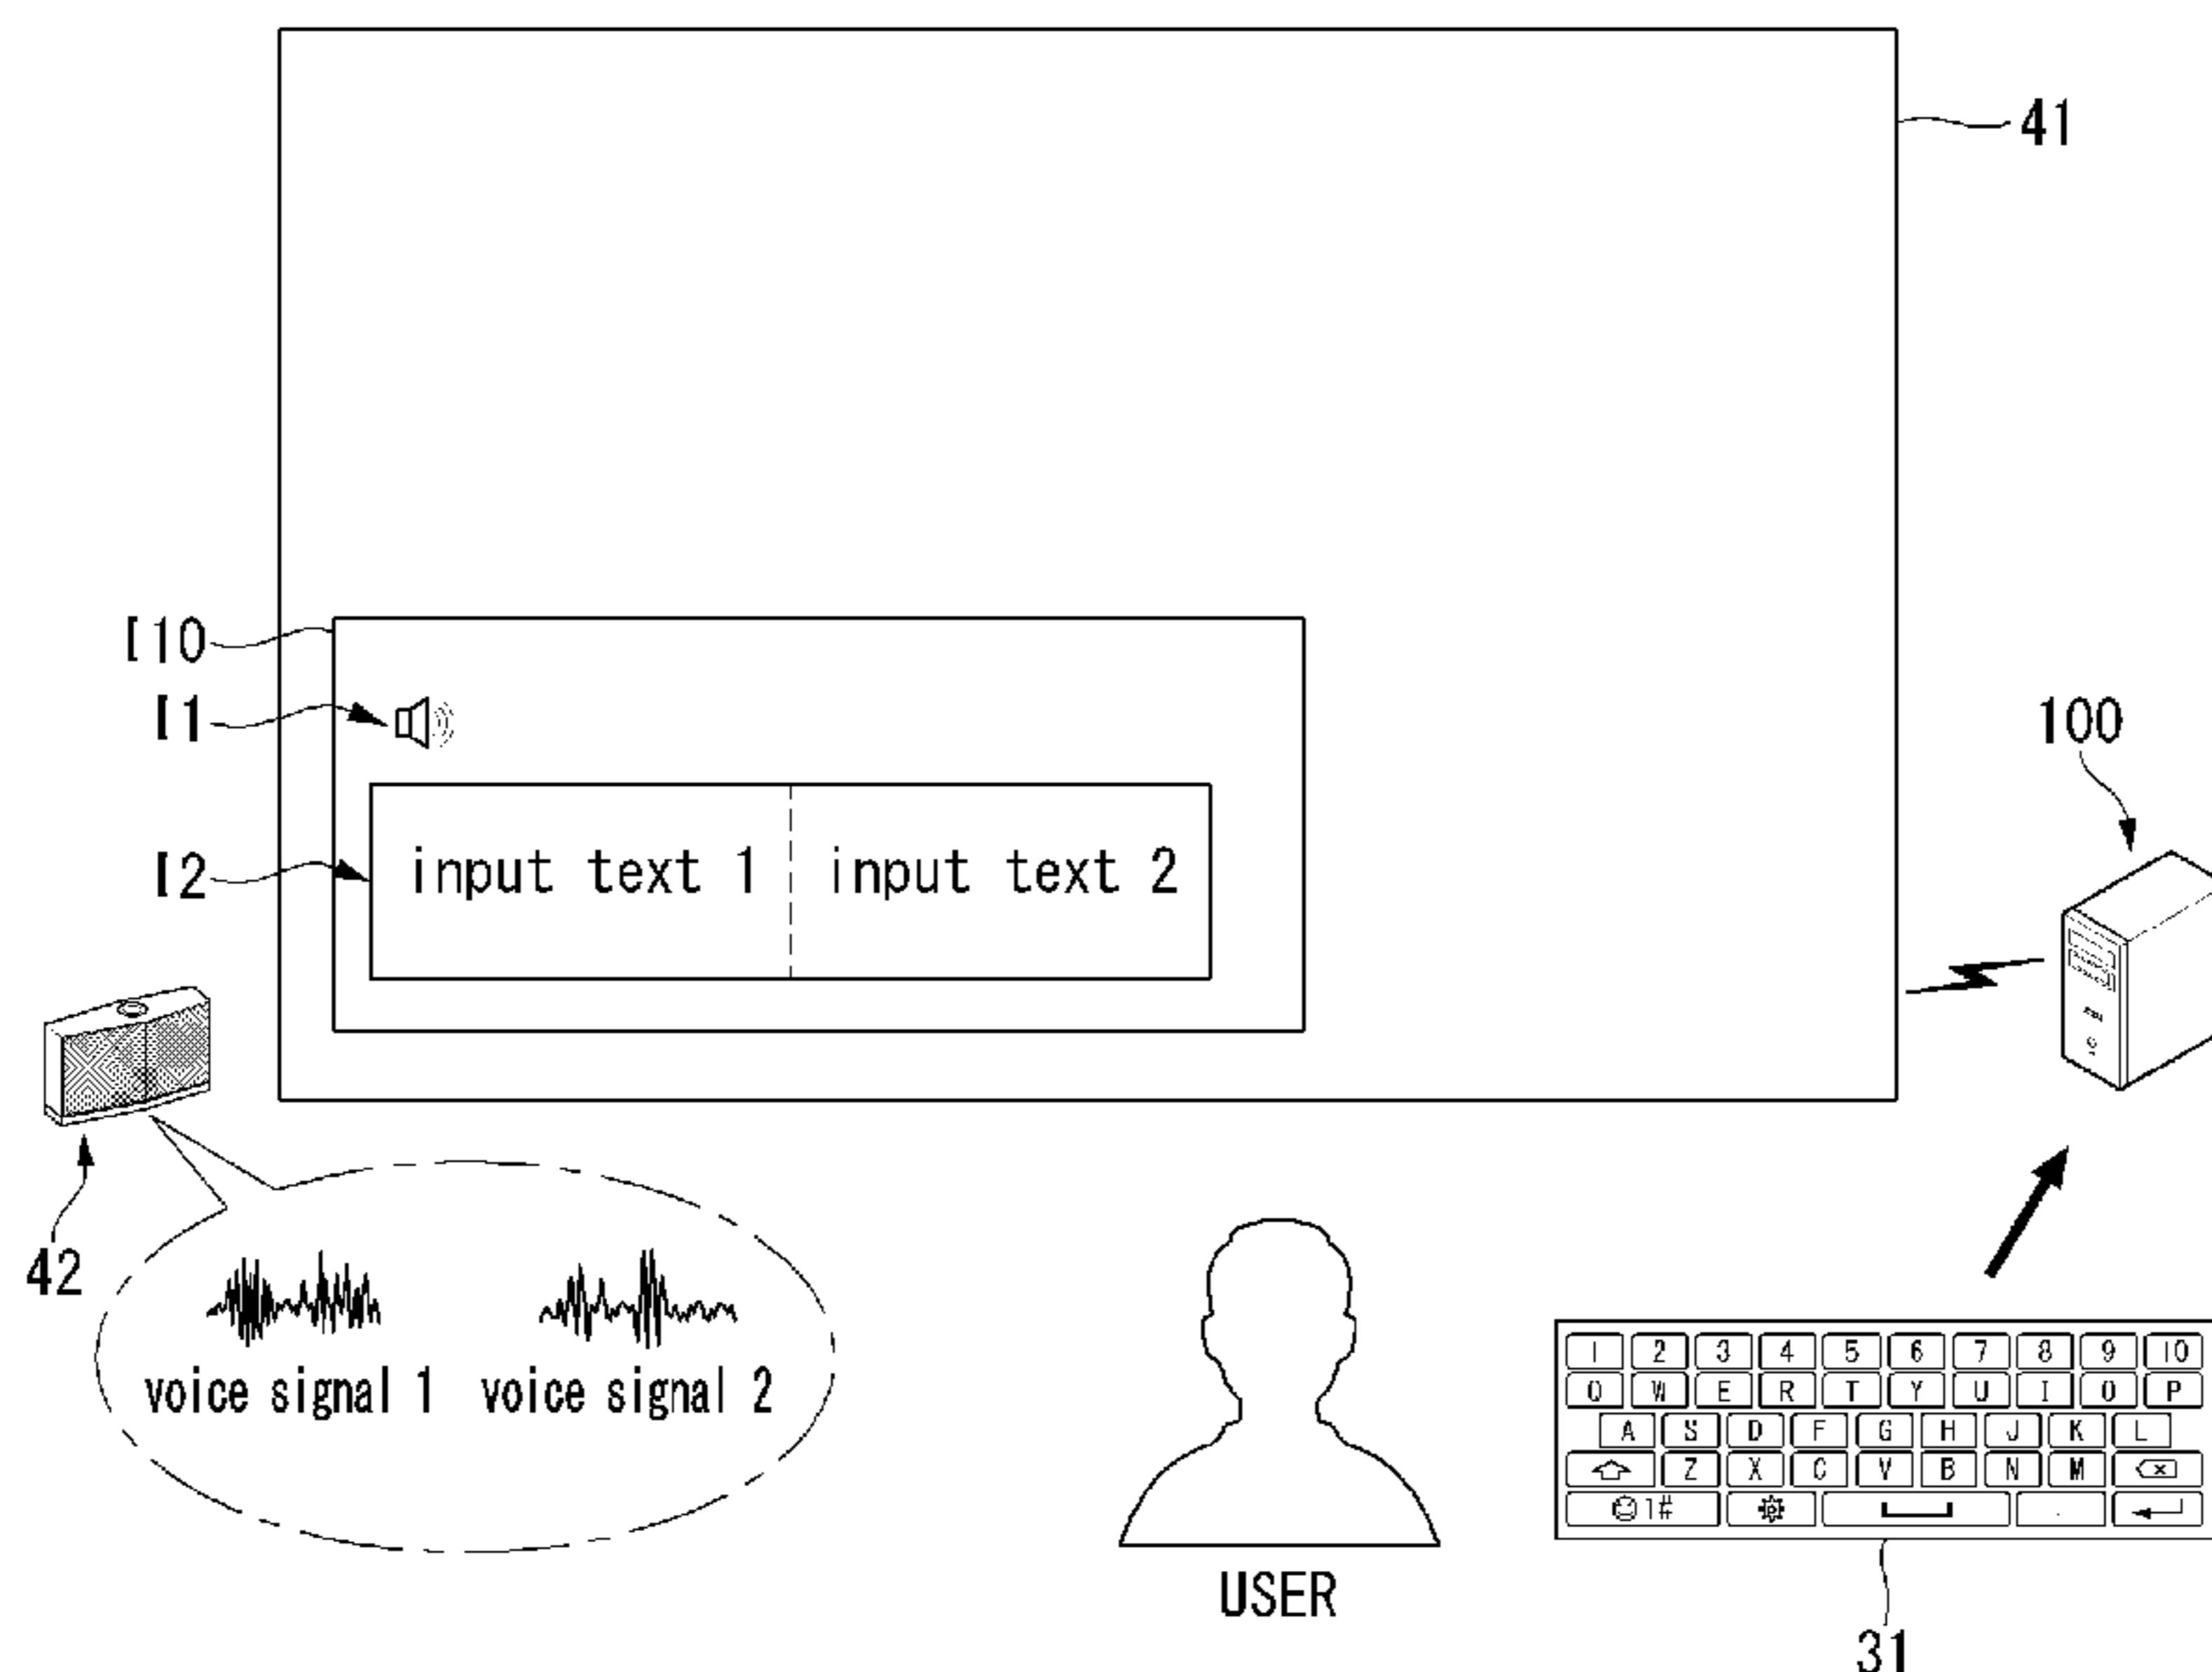 41
I10
I1
100
I2
input text 1 input text 2
42
voice signal 1 voice signal 2
1 2 3 4 5 6 7 8 9 10
Q W E R T Y U I O P
A S D F G H J K L
Z X C V B N M
1#
.
USER
31